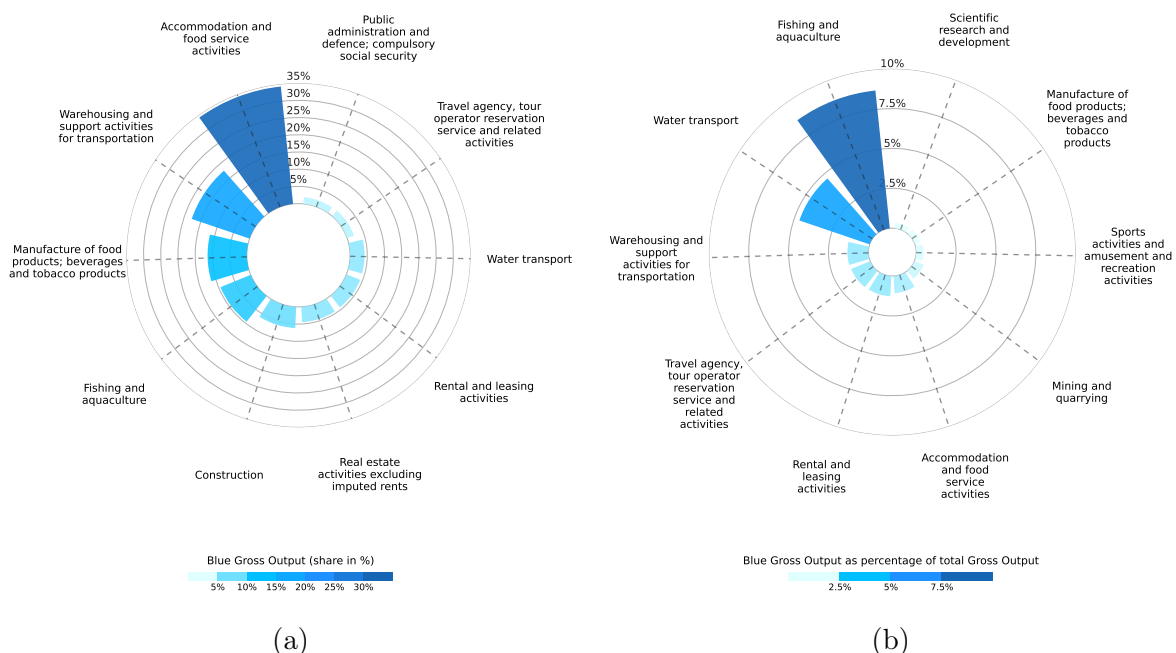 Accommodation and
food service
activities
Public
administration and
defence; compulsory
social security
Travel agency, tour
operator reservation
service and related
activities
Water transport
Rental and leasing
activities
Real estate
activities excluding
imputed rents
Construction
Fishing and
aquaculture
Manufacture of food
products; beverages
and tobacco products
Warehousing and
support activities
for transportation
35%
30%
25%
20%
15%
10%
5%
Blue Gross Output (share in %)
5% 10% 15% 20% 25% 30%
(a)
Fishing and
aquaculture
Scientific
research and
development
Manufacture of
food products;
beverages and
tobacco
products
Sports
activities and
amusement and
recreation
activities
Mining and
quarrying
Accommodation
and food
service
activities
Rental and
leasing
activities
Travel agency,
tour operator
reservation
service and
related
activities
Warehousing and
support
activities for
transportation
Water transport
10%
7.5%
5%
2.5%
Blue Gross Output as percentage of total Gross Output
2.5% 5% 7.5%
(b)